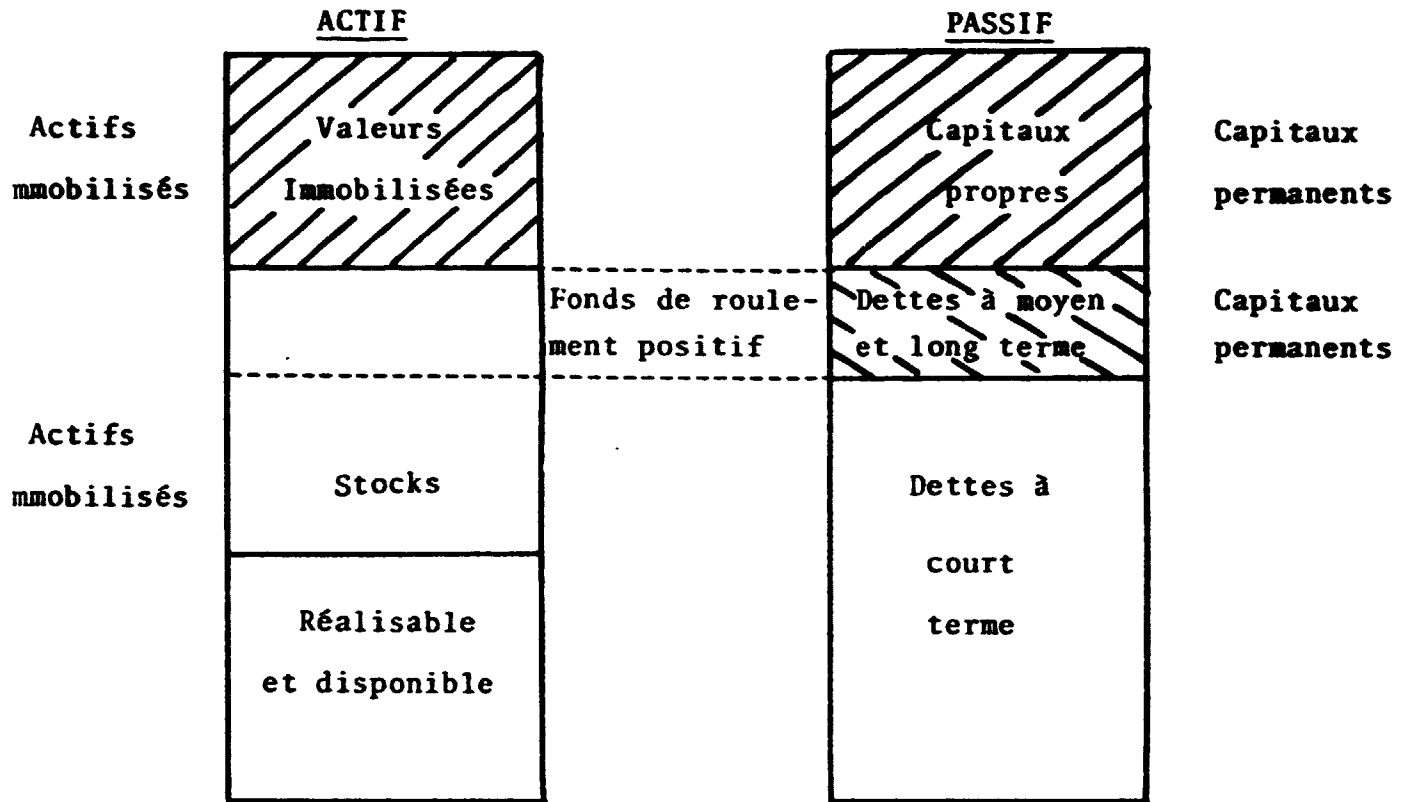 ACTIF
PASSIF
Actifs
mmobilisés
Valeurs
Immobilisées
Capitaux
propres
Capitaux
permanents
Fonds de roule-
ment positif
Dettes à moyen
et long terme
Capitaux
permanents
Actifs
mmobilisés
Stocks
Réalisable
et disponible
Dettes à
court
terme